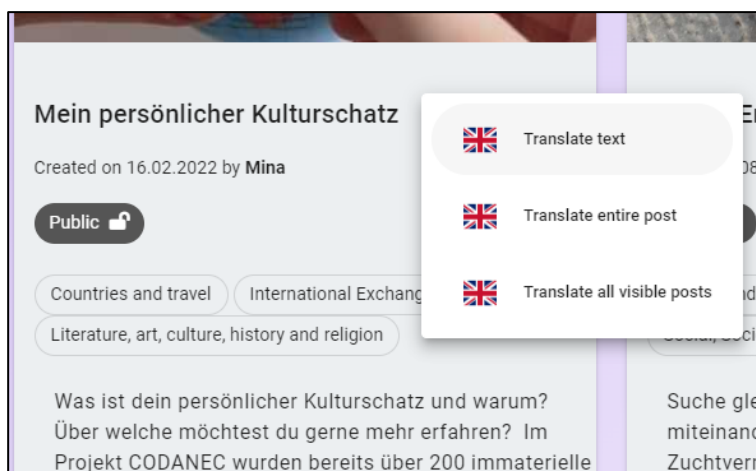 Mein persönlicher Kulturschatz
Created on 16.02.2022 by Mina
Public
Countries and travel
International Exchang
Literature, art, culture, history and religion
Was ist dein persönlicher Kulturschatz und warum?
Über welche möchtest du gerne mehr erfahren? Im
Projekt CODANEC wurden bereits über 200 immaterielle
Translate text
Translate entire post
Translate all visible posts
Suche gle
miteinand
Zuchtver